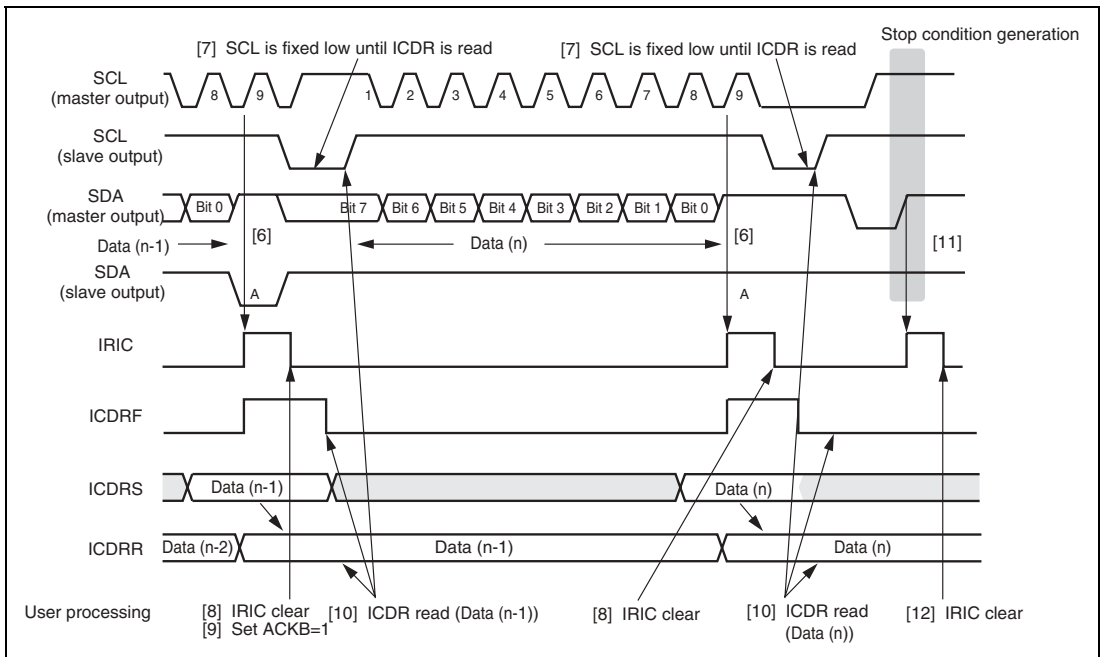 Stop condition generation
[7] SCL is fixed low until ICDR is read
[7] SCL is fixed low until ICDR is read
SCL
(master output)
8 9 1 2 3 4 5 6 7 8 9
SCL
(slave output)
SDA
(master output)
Bit 0 Bit 7 Bit 6 Bit 5 Bit 4 Bit 3 Bit 2 Bit 1 Bit 0
Data (n-1) [6] Data (n) [6] [11]
SDA
(slave output)
A A
IRIC
ICDRF
ICDRS Data (n-1) Data (n)
ICDRR Data (n-2) Data (n-1) Data (n)
User processing
[8] IRIC clear
[9] Set ACKB=1
[10] ICDR read (Data (n-1))
[8] IRIC clear
[10] ICDR read
(Data (n))
[12] IRIC clear